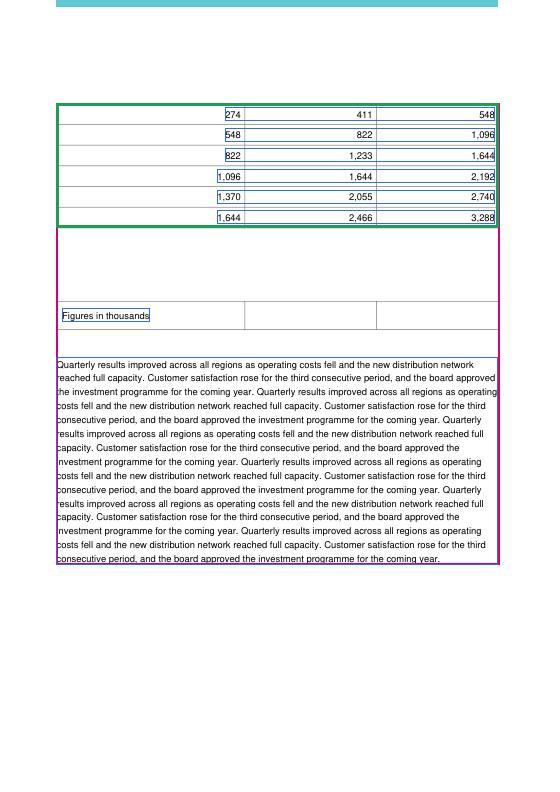 274 411 548
548 822 1,096
822 1,233 1,644
1,096 1,644 2,192
1,370 2,055 2,740
1,644 2,466 3,288
Figures in thousands
Quarterly results improved across all regions as operating costs fell and the new distribution network
reached full capacity. Customer satisfaction rose for the third consecutive period, and the board approved
the investment programme for the coming year. Quarterly results improved across all regions as operating
costs fell and the new distribution network reached full capacity. Customer satisfaction rose for the third
consecutive period, and the board approved the investment programme for the coming year. Quarterly
results improved across all regions as operating costs fell and the new distribution network reached full
capacity. Customer satisfaction rose for the third consecutive period, and the board approved the
investment programme for the coming year. Quarterly results improved across all regions as operating
costs fell and the new distribution network reached full capacity. Customer satisfaction rose for the third
consecutive period, and the board approved the investment programme for the coming year. Quarterly
results improved across all regions as operating costs fell and the new distribution network reached full
capacity. Customer satisfaction rose for the third consecutive period, and the board approved the
investment programme for the coming year. Quarterly results improved across all regions as operating
costs fell and the new distribution network reached full capacity. Customer satisfaction rose for the third
consecutive period, and the board approved the investment programme for the coming year.